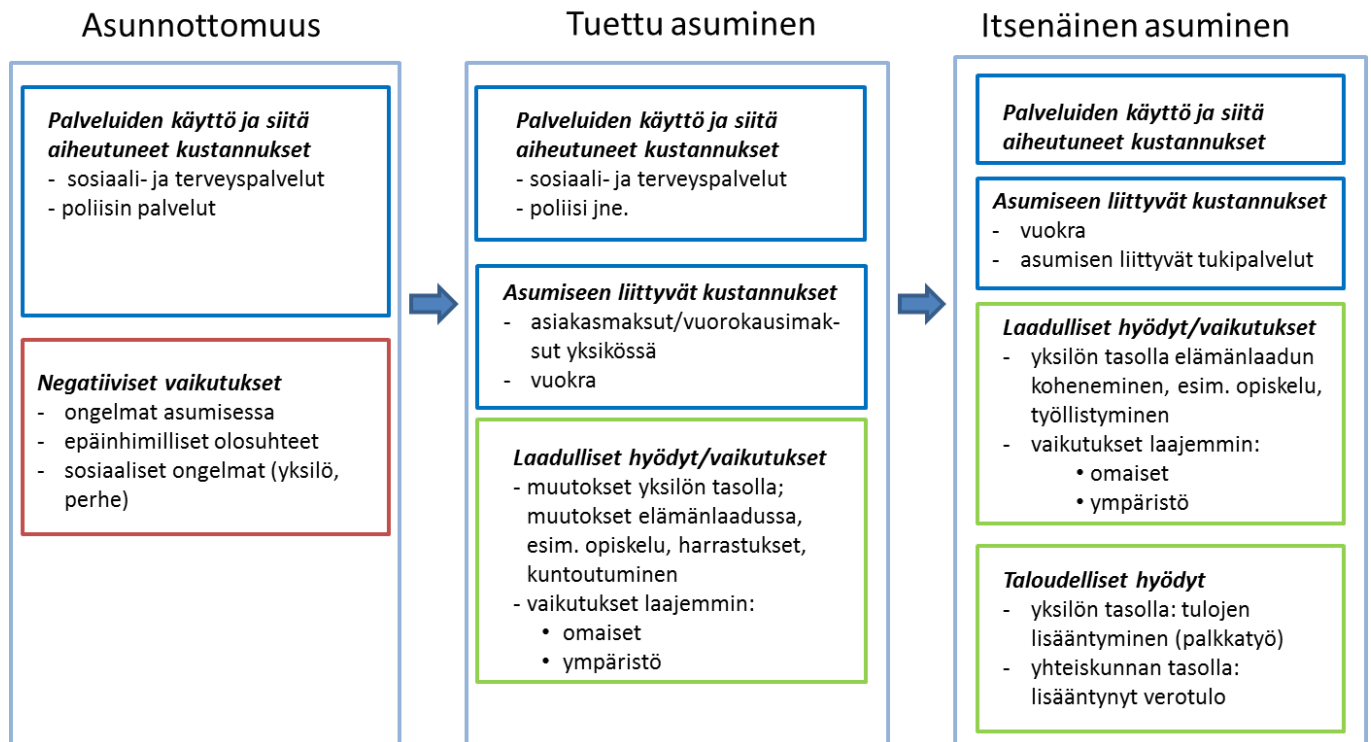 Asunnottomuus
Palveluiden käyttö ja siitä
aiheutuneet kustannukset
- sosiaali- ja terveyspalvelut
- poliisin palvelut
Negatiiviset vaikutukset
- ongelmat asumisessa
- epäinhimilliset olosuhteet
- sosiaaliset ongelmat (yksilö,
perhe)
Tuettu asuminen
Palveluiden käyttö ja siitä
aiheutuneet kustannukset
- sosiaali- ja terveyspalvelut
- poliisi jne.
Asumiseen liittyvät kustannukset
- asiakasmaksut/vuorokausimak-
sut yksikössä
- vuokra
Laadulliset hyödyt/vaikutukset
- muutokset yksilön tasolla;
muutokset elämänlaadussa,
esim. opiskelu, harrastukset,
kuntoutuminen
- vaikutukset laajemmin:
• omaiset
• ympäristö
Itsenäinen asuminen
Palveluiden käyttö ja siitä
aiheutuneet kustannukset
Asumiseen liittyvät kustannukset
- vuokra
- asumisen liittyvät tukipalvelut
Laadulliset hyödyt/vaikutukset
- yksilön tasolla elämänlaadun
koheneminen, esim. opiskelu,
työllistyminen
- vaikutukset laajemmin:
• omaiset
• ympäristö
Taloudelliset hyödyt
- yksilön tasolla: tulojen
lisääntyminen (palkkatyö)
- yhteiskunnan tasolla:
lisääntynyt verotulo